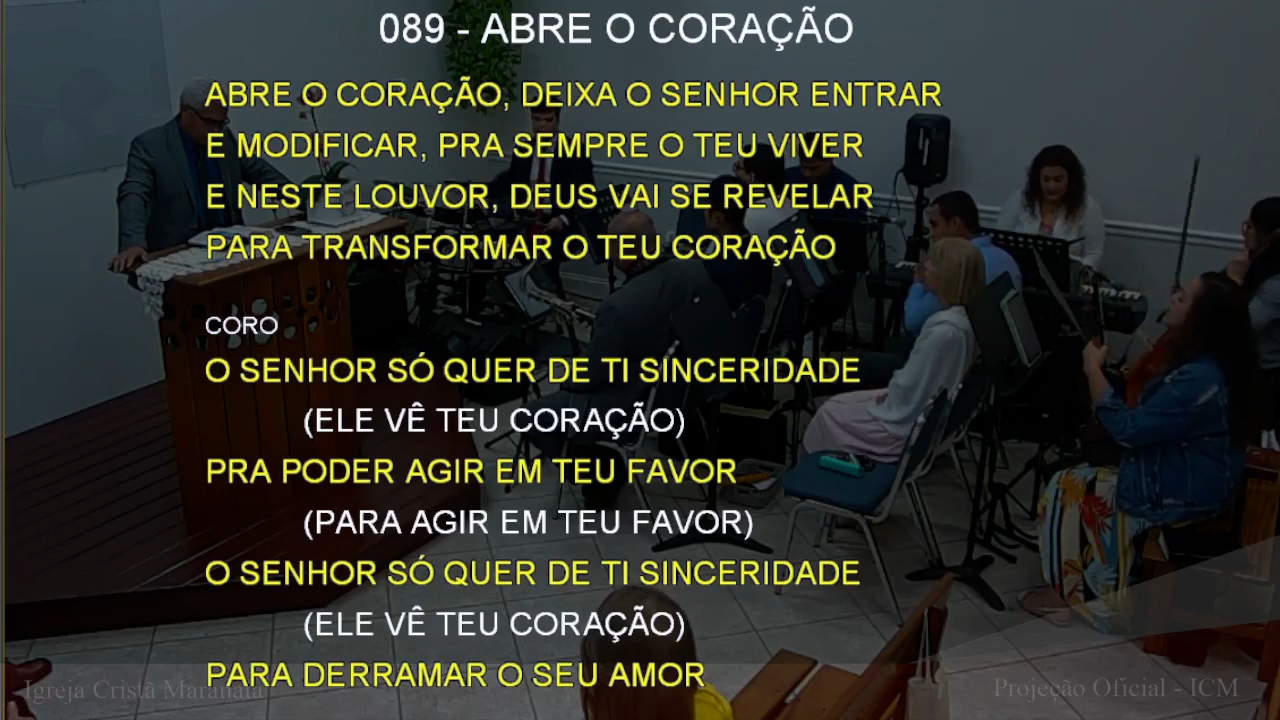 089 - ABRE O CORAÇÃO
ABRE O CORAÇÃO, DEIXA O SENHOR ENTRAR
E MODIFICAR, PRA SEMPRE O TEU VIVER
E NESTE LOUVOR, DEUS VAI SE REVELAR
PARA TRANSFORMAR O TEU CORAÇÃO
CORO
O SENHOR SÓ QUER DE TI SINCERIDADE
(ELE VÊ TEU CORAÇÃO)
PRA PODER AGIR EM TEU FAVOR
(PARA AGIR EM TEU FAVOR)
O SENHOR SÓ QUER DE TI SINCERIDADE
(ELE VÊ TEU CORAÇÃO)
PARA DERRAMAR O SEU AMOR
Igreja Cristã Maranata
Projeção Oficial - ICM